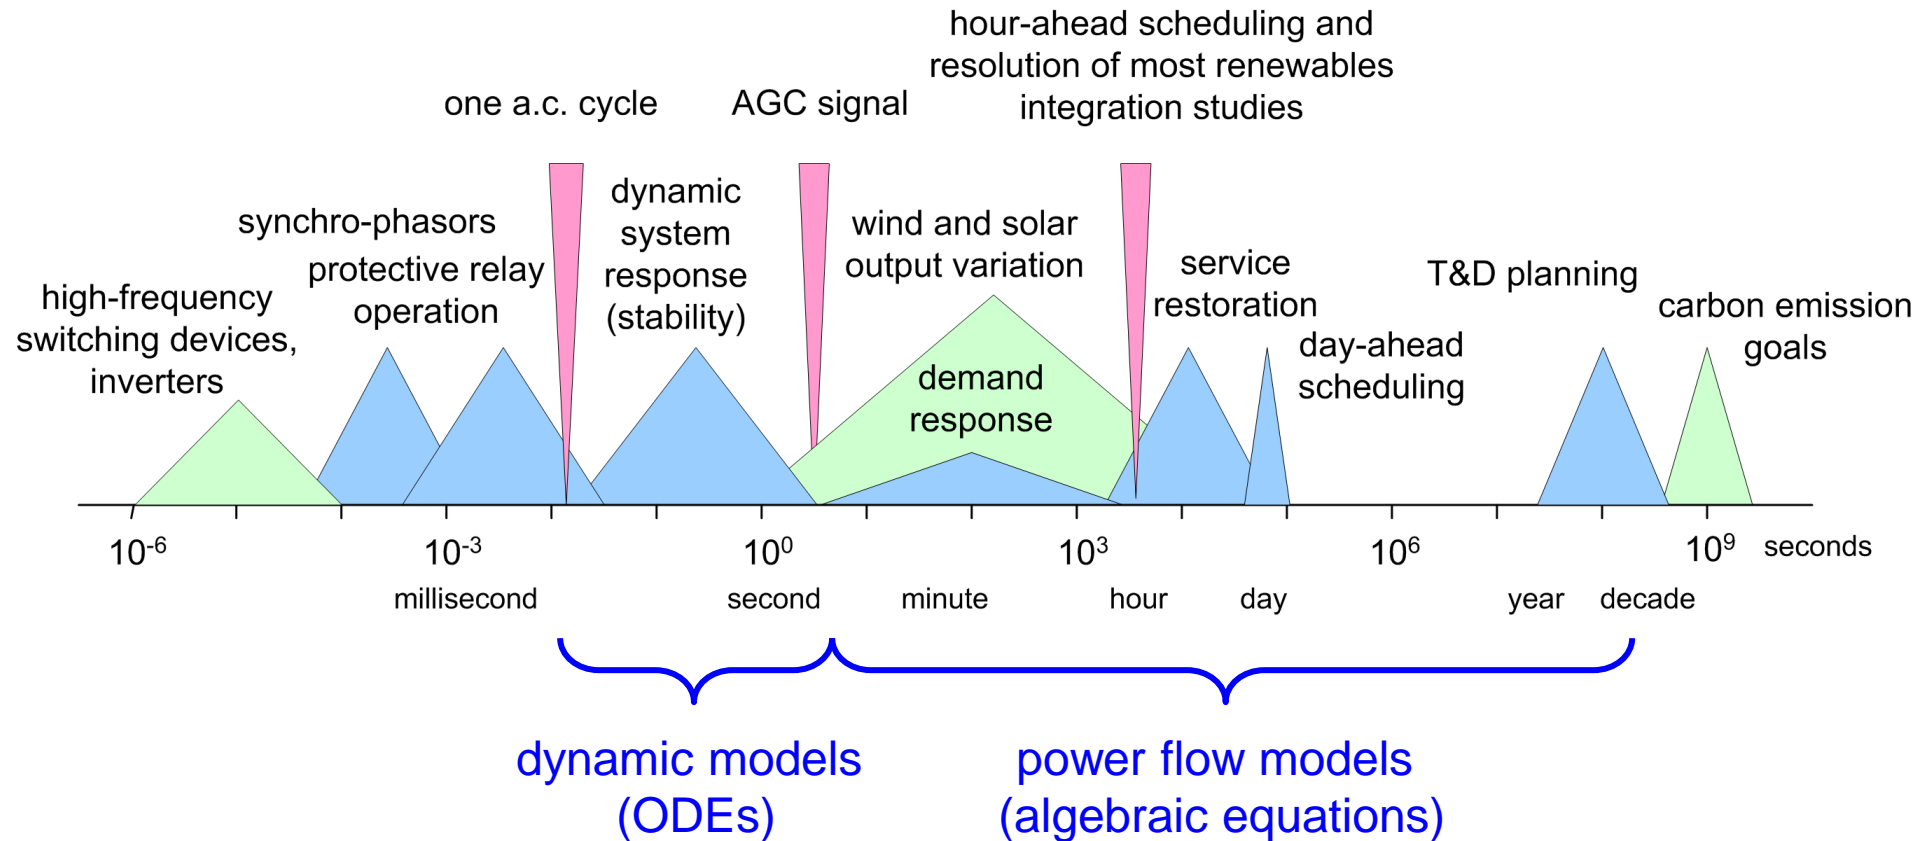 hour-ahead scheduling and
resolution of most renewables
integration studies
one a.c. cycle
AGC signal
dynamic
system
response
(stability)
synchro-phasors
protective relay
operation
wind and solar
output variation
service
restoration
T&D planning
high-frequency
switching devices,
inverters
carbon emission
goals
day-ahead
scheduling
demand
response
10-6
10-3
100
103
106
109
seconds
millisecond
second
minute
hour
day
year
decade
dynamic models
(ODEs)
power flow models
(algebraic equations)